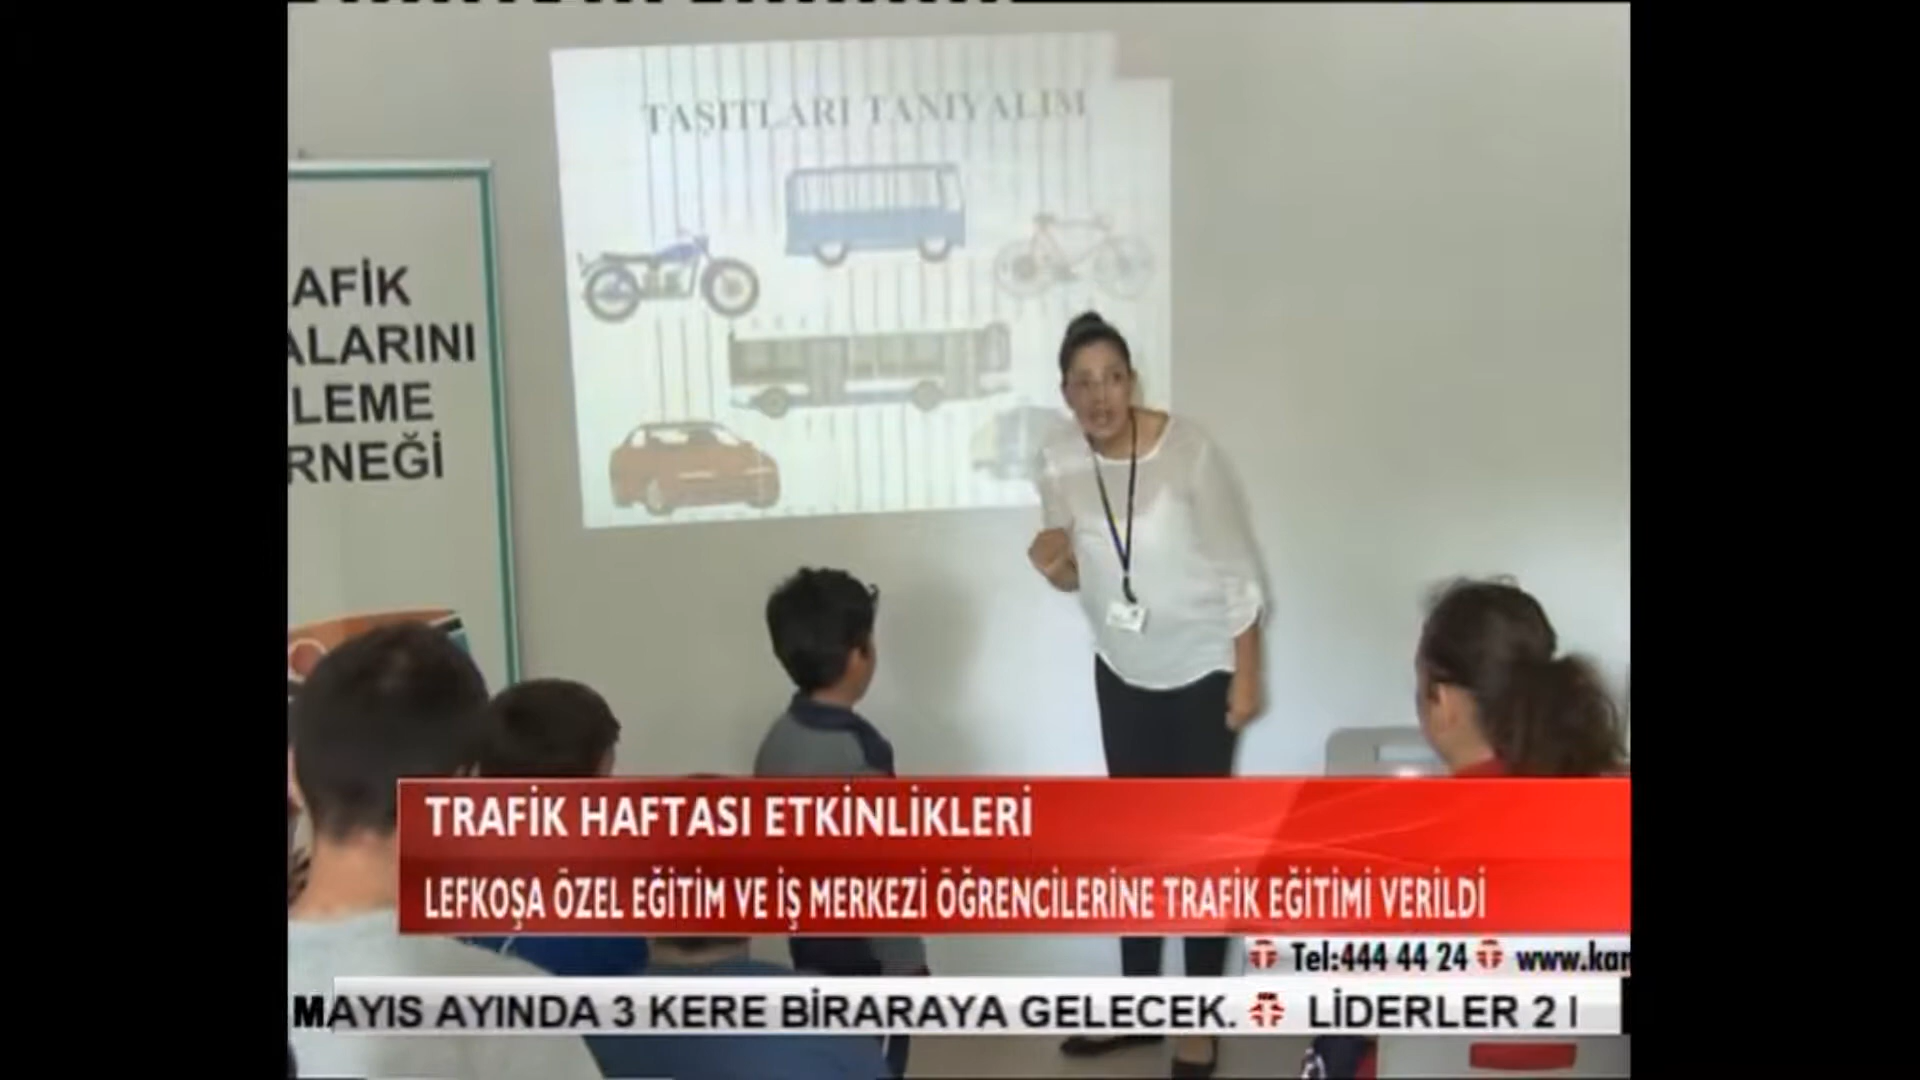 TAŞITLARI TANIYALIM
AFİK
ALARINI
LEME
RNEĞİ
TRAFİK HAFTASI ETKİNLİKLERİ
LEFKOŞA ÖZEL EĞİTİM VE İŞ MERKEZİ ÖĞRENCİLERİNE TRAFİK EĞİTİMİ VERİLDİ
Tel:444 44 24 www.kan
MAYIS AYINDA 3 KERE BİRARAYA GELECEK. LİDERLER 2